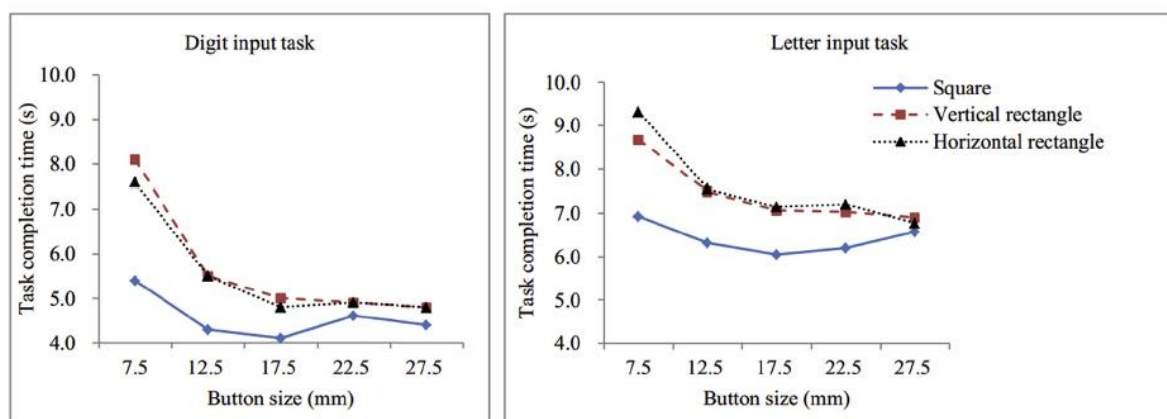 Digit input task
10.0
9.0
8.0
7.0
6.0
5.0
4.0
Task completion time (s)
7.5 12.5 17.5 22.5 27.5
Button size (mm)
Letter input task
10.0
9.0
8.0
7.0
6.0
5.0
4.0
Task completion time (s)
7.5 12.5 17.5 22.5 27.5
Button size (mm)
Square
Vertical rectangle
Horizontal rectangle